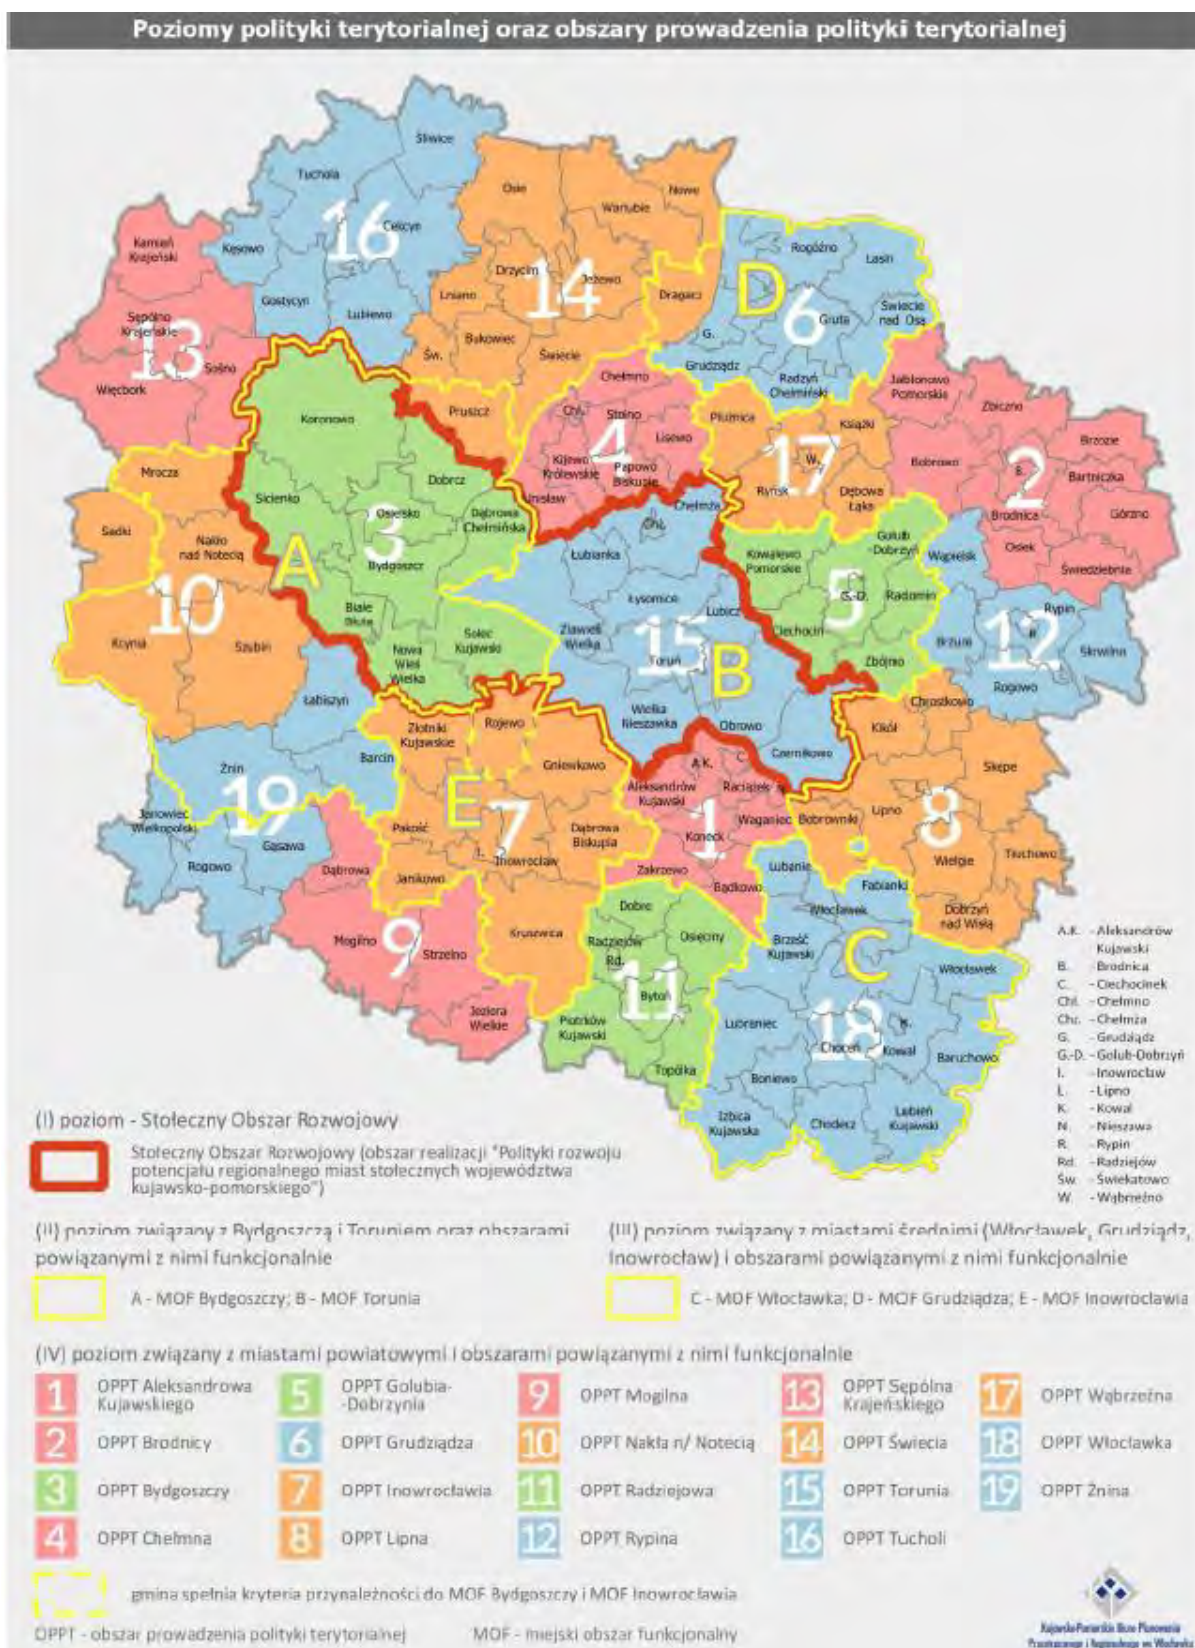 Poziomy polityki terytorialnej oraz obszary prowadzenia polityki terytorialnej
Śliwice
Tuchola
Osie
Nowe
Warlubie
16
Cekcyn
Kamień
Krajeński
Kęsowo
Rogóźno
Lasin
Drzycim
Jeżewo
14
Lniano
Dragacz
D
6
Gostycyn
Lubiewo
Gruta
Świecie
nad Osą
Sępólno
Krajeńskie
13
Sośno
Bukowiec
Św.
Świecie
G.
Grudziądz
Więcbork
Chełmno
Radzyń
Chełmiński
Jabłonowo
Pomorskie
Koronowo
Pruszcz
Chł.
Stolno
4
Lisewo
Płużnica
Książki
Zbiczno
17
W.
Brzozie
Bobrowo
B.
2
Bartniczka
Mrocza
Kijewo
Królewskie
Papowo
Biskupie
Sicienko
Dobrcz
Unisław
Ryńsk
Dębowa
Łąka
Osielsko
3
Dąbrowa
Chełmińska
Chełmża
Brodnica
Górzno
Sadki
Nakło
nad Notecią
Chż.
Golub
-Dobrzyń
Osiek
A
Bydgoszcz
Łubianka
Kowalewo
Pomorskie
Wąpielsk
Świedziebnia
10
Łysomice
5
G.-D.
Radomin
Białe
Błota
Lubicz
Rypin
Kcynia
Szubin
Solec
Kujawski
Zławieś
Wielka
15
Toruń
Ciechocin
Brzuze
R
12
Skrwilno
Nowa
Wieś
Wielka
B
Zbójno
Rogowo
Łabiszyn
Wielka
Nieszawka
Obrowo
Chrostkowo
Złotniki
Kujawskie
Rojewo
Kikół
Barcin
Czernikowo
Żnin
Gniewkowo
A.K.
C.
Skępe
19
E
Aleksandrów
Kujawski
Raciążek
N.
Janowiec
Wielkopolski
Pakość
7
Dąbrowa
Biskupia
Waganiec
Bobrowniki
Lipno
8
Gąsawa
I.
Inowrocław
Koneck
1
Rogowo
Dąbrowa
Janikowo
Zakrzewo
Lubanie
Wielgie
Tłuchowo
Bądkowo
Fabianki
Dobre
Włocławek
Dobrzyń
nad Wisłą
Mogilno
9
Strzelno
Kruszwica
Radziejów
Rd.
Osięciny
Brześć
Kujawski
C
11
Bytoń
Włocławek
Jeziora
Wielkie
Piotrków
Kujawski
Lubraniec
18
Choceń
K.
Kowal
Baruchowo
Topólka
Boniewo
Izbica
Kujawska
Chodecz
Lubień
Kujawski
A.K. - Aleksandrów
Kujawski
B. - Brodnica
C. - Ciechocinek
Chł. - Chełmno
Chż. - Chełmża
G. - Grudziądz
G.-D. - Golub-Dobrzyń
I. - Inowrocław
L. - Lipno
K. - Kowal
N. - Nieszawa
R. - Rypin
Rd. - Radziejów
Św. - Świekatowo
W. - Wąbrzeźno
(I) poziom - Stołeczny Obszar Rozwojowy
Stołeczny Obszar Rozwojowy (obszar realizacji "Polityki rozwoju
potencjału regionalnego miast stołecznych województwa
kujawsko-pomorskiego")
(II) poziom związany z Bydgoszczą i Toruniem oraz obszarami
powiązanymi z nimi funkcjonalnie
A - MOF Bydgoszczy; B - MOF Torunia
(III) poziom związany z miastami średnimi (Włocławek, Grudziądz,
Inowrocław) i obszarami powiązanymi z nimi funkcjonalnie
C - MOF Włocławka; D - MOF Grudziądza; E - MOF Inowrocławia
(IV) poziom związany z miastami powiatowymi i obszarami powiązanymi z nimi funkcjonalnie
1 OPPT Aleksandrowa
Kujawskiego
2 OPPT Brodnicy
3 OPPT Bydgoszczy
4 OPPT Chełmna
5 OPPT Golubia-
-Dobrzynia
6 OPPT Grudziądza
7 OPPT Inowrocławia
8 OPPT Lipna
9 OPPT Mogilna
10 OPPT Nakła n/ Notecią
11 OPPT Radziejowa
12 OPPT Rypina
13 OPPT Sępólna
Krajeńskiego
14 OPPT Świecia
15 OPPT Torunia
16 OPPT Tucholi
17 OPPT Wąbrzeźna
18 OPPT Włocławka
19 OPPT Żnina
gmina spełnia kryteria przynależności do MOF Bydgoszczy i MOF Inowrocławia
OPPT - obszar prowadzenia polityki terytorialnej
MOF - miejski obszar funkcjonalny
Kujawsko-Pomorskie Biuro Planowania
Przestrzennego i Regionalnego we Włocławku